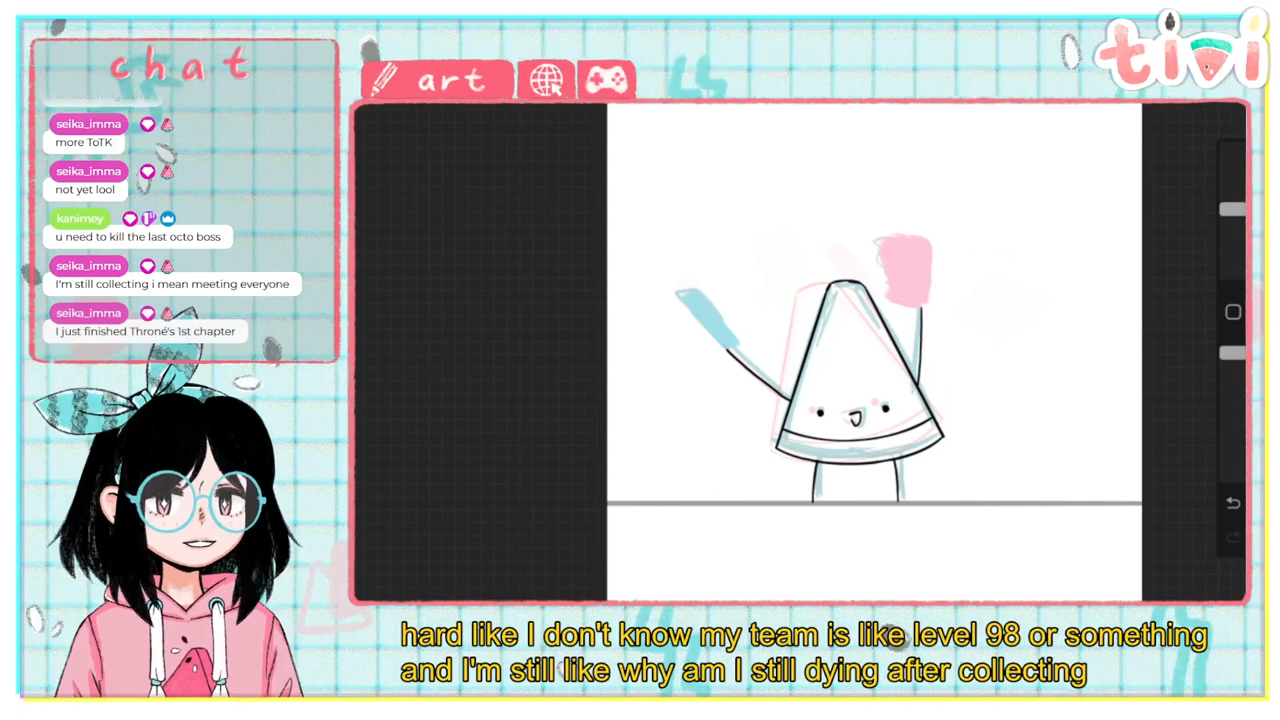 tivi
chat
art
seika_imma
more ToTK
seika_imma
not yet lool
kanimey
u need to kill the last octo boss
seika_imma
I'm still collecting i mean meeting everyone
seika_imma
I just finished Throné's 1st chapter
hard like I don't know my team is like level 98 or something
and I'm still like why am I still dying after collecting